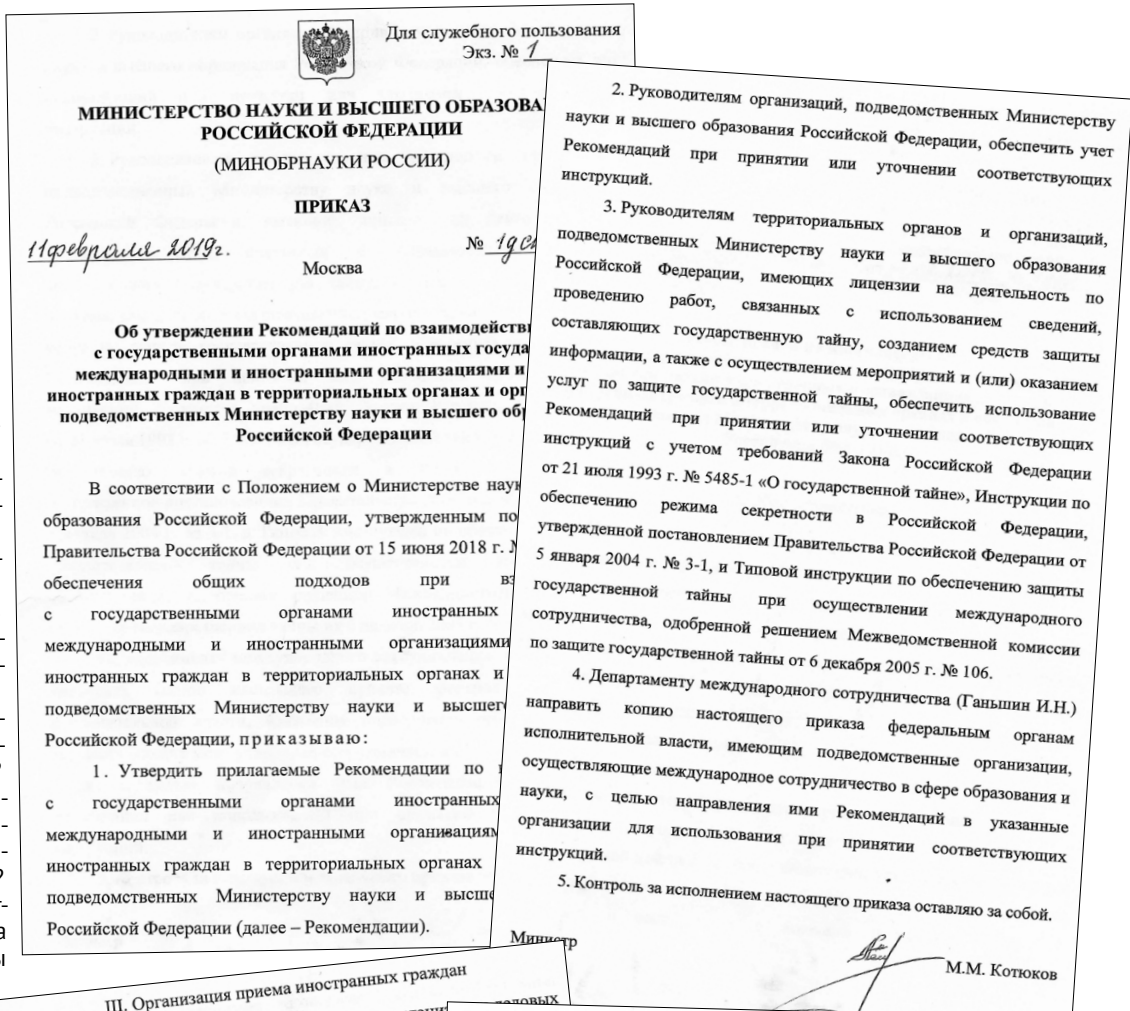 Для служебного пользования
Экз. № 1
МИНИСТЕРСТВО НАУКИ И ВЫСШЕГО ОБРАЗОВА
РОССИЙСКОЙ ФЕДЕРАЦИИ
(МИНОБРНАУКИ РОССИИ)
ПРИКАЗ
11 февраля 2019г.
№ 1дс
Москва
Об утверждении Рекомендаций по взаимодейств
с государственными органами иностранных госуда
международными и иностранными организациями и
иностранных граждан в территориальных органах и орг
подведомственных Министерству науки и высшего об
Российской Федерации
В соответствии с Положением о Министерстве наук
образования Российской Федерации, утвержденным по
Правительства Российской Федерации от 15 июня 2018 г.
обеспечения общих подходов при вз
с государственными органами иностранных
международными и иностранными организациями
иностранных граждан в территориальных органах и
подведомственных Министерству науки и высшег
Российской Федерации, приказываю:
1. Утвердить прилагаемые Рекомендации по
с государственными органами иностранных
международными и иностранными организациям
иностранных граждан в территориальных органах
подведомственных Министерству науки и высше
Российской Федерации (далее – Рекомендации).
2. Руководителям организаций, подведомственных Министерству
науки и высшего образования Российской Федерации, обеспечить учет
Рекомендаций при принятии или уточнении соответствующих
инструкций.
3. Руководителям территориальных органов и организаций,
подведомственных Министерству науки и высшего образования
Российской Федерации, имеющих лицензии на деятельность по
проведению работ, связанных с использованием сведений,
составляющих государственную тайну, созданием средств защиты
информации, а также с осуществлением мероприятий и (или) оказанием
услуг по защите государственной тайны, обеспечить использование
Рекомендаций при принятии или уточнении соответствующих
инструкций с учетом требований Закона Российской Федерации
от 21 июля 1993 г. № 5485-1 «О государственной тайне», Инструкции по
обеспечению режима секретности в Российской Федерации,
утвержденной постановлением Правительства Российской Федерации от
5 января 2004 г. № 3-1, и Типовой инструкции по обеспечению защиты
государственной тайны при осуществлении международного
сотрудничества, одобренной решением Межведомственной комиссии
по защите государственной тайны от 6 декабря 2005 г. № 106.
4. Департаменту международного сотрудничества (Ганьшин И.Н.)
направить копию настоящего приказа федеральным органам
исполнительной власти, имеющим подведомственные организации,
осуществляющие международное сотрудничество в сфере образования и
науки, с целью направления ими Рекомендаций в указанные
организации для использования при принятии соответствующих
инструкций.
5. Контроль за исполнением настоящего приказа оставляю за собой.
Министр
М.М. Котюков
III. Организация приема иностранных граждан